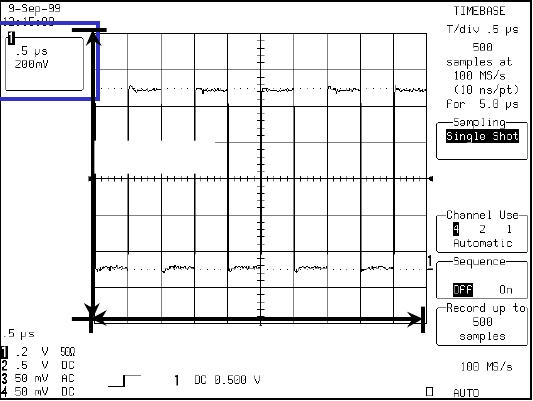 9-Sep-99
12:15:00
1
.5 µs
200mV
TIMEBASE
T/div .5 µs
500
samples at
100 MS/s
(10 ns/pt)
for 5.0 µs
Sampling
Single Shot
Channel Use
4 2 1
Automatic
Sequence
Off On
Record up to
500
samples
1
.5 µs
1 .2 V 50Ω
2 .5 V DC
3 50 mV AC
4 50 mV DC
1 DC 0.500 V
100 MS/s
AUTO